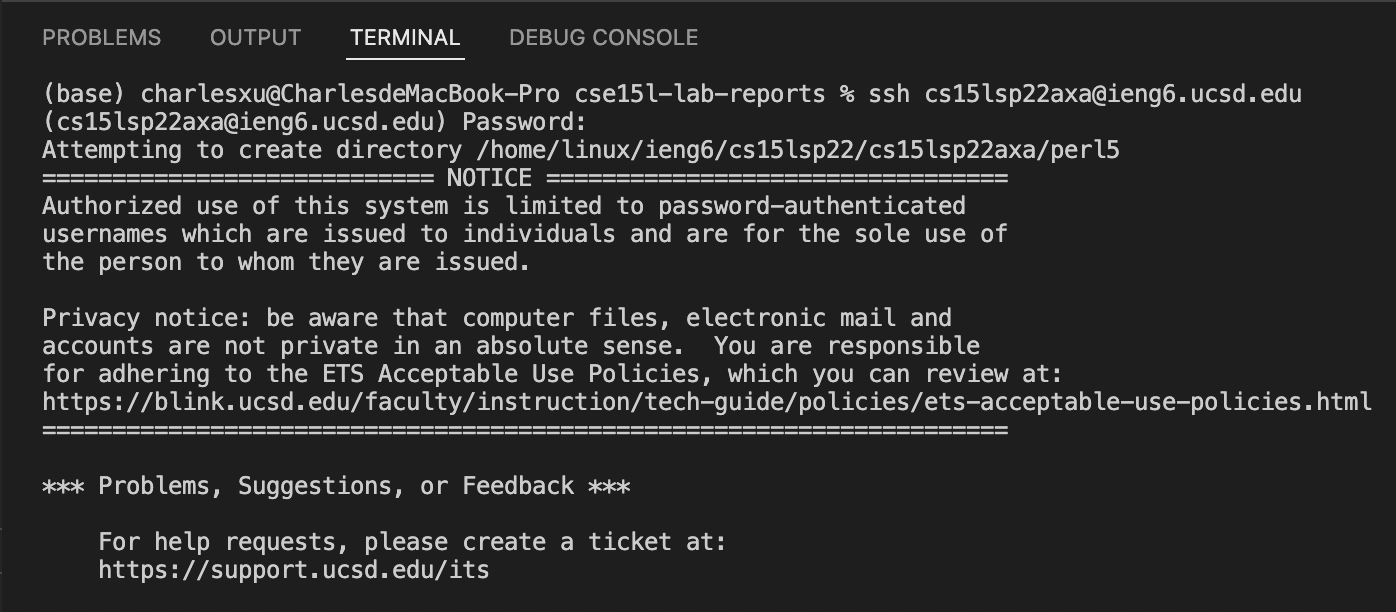 PROBLEMS OUTPUT TERMINAL DEBUG CONSOLE
(base) charlesxu@CharlesdeMacBook-Pro cse15l-lab-reports % ssh cs15lsp22axa@ieng6.ucsd.edu
(cs15lsp22axa@ieng6.ucsd.edu) Password:
Attempting to create directory /home/linux/ieng6/cs15lsp22/cs15lsp22axa/perl5
============================ NOTICE =================================
Authorized use of this system is limited to password-authenticated
usernames which are issued to individuals and are for the sole use of
the person to whom they are issued.
Privacy notice: be aware that computer files, electronic mail and
accounts are not private in an absolute sense.  You are responsible
for adhering to the ETS Acceptable Use Policies, which you can review at:
https://blink.ucsd.edu/faculty/instruction/tech-guide/policies/ets-acceptable-use-policies.html
=====================================================================
*** Problems, Suggestions, or Feedback ***
For help requests, please create a ticket at:
https://support.ucsd.edu/its